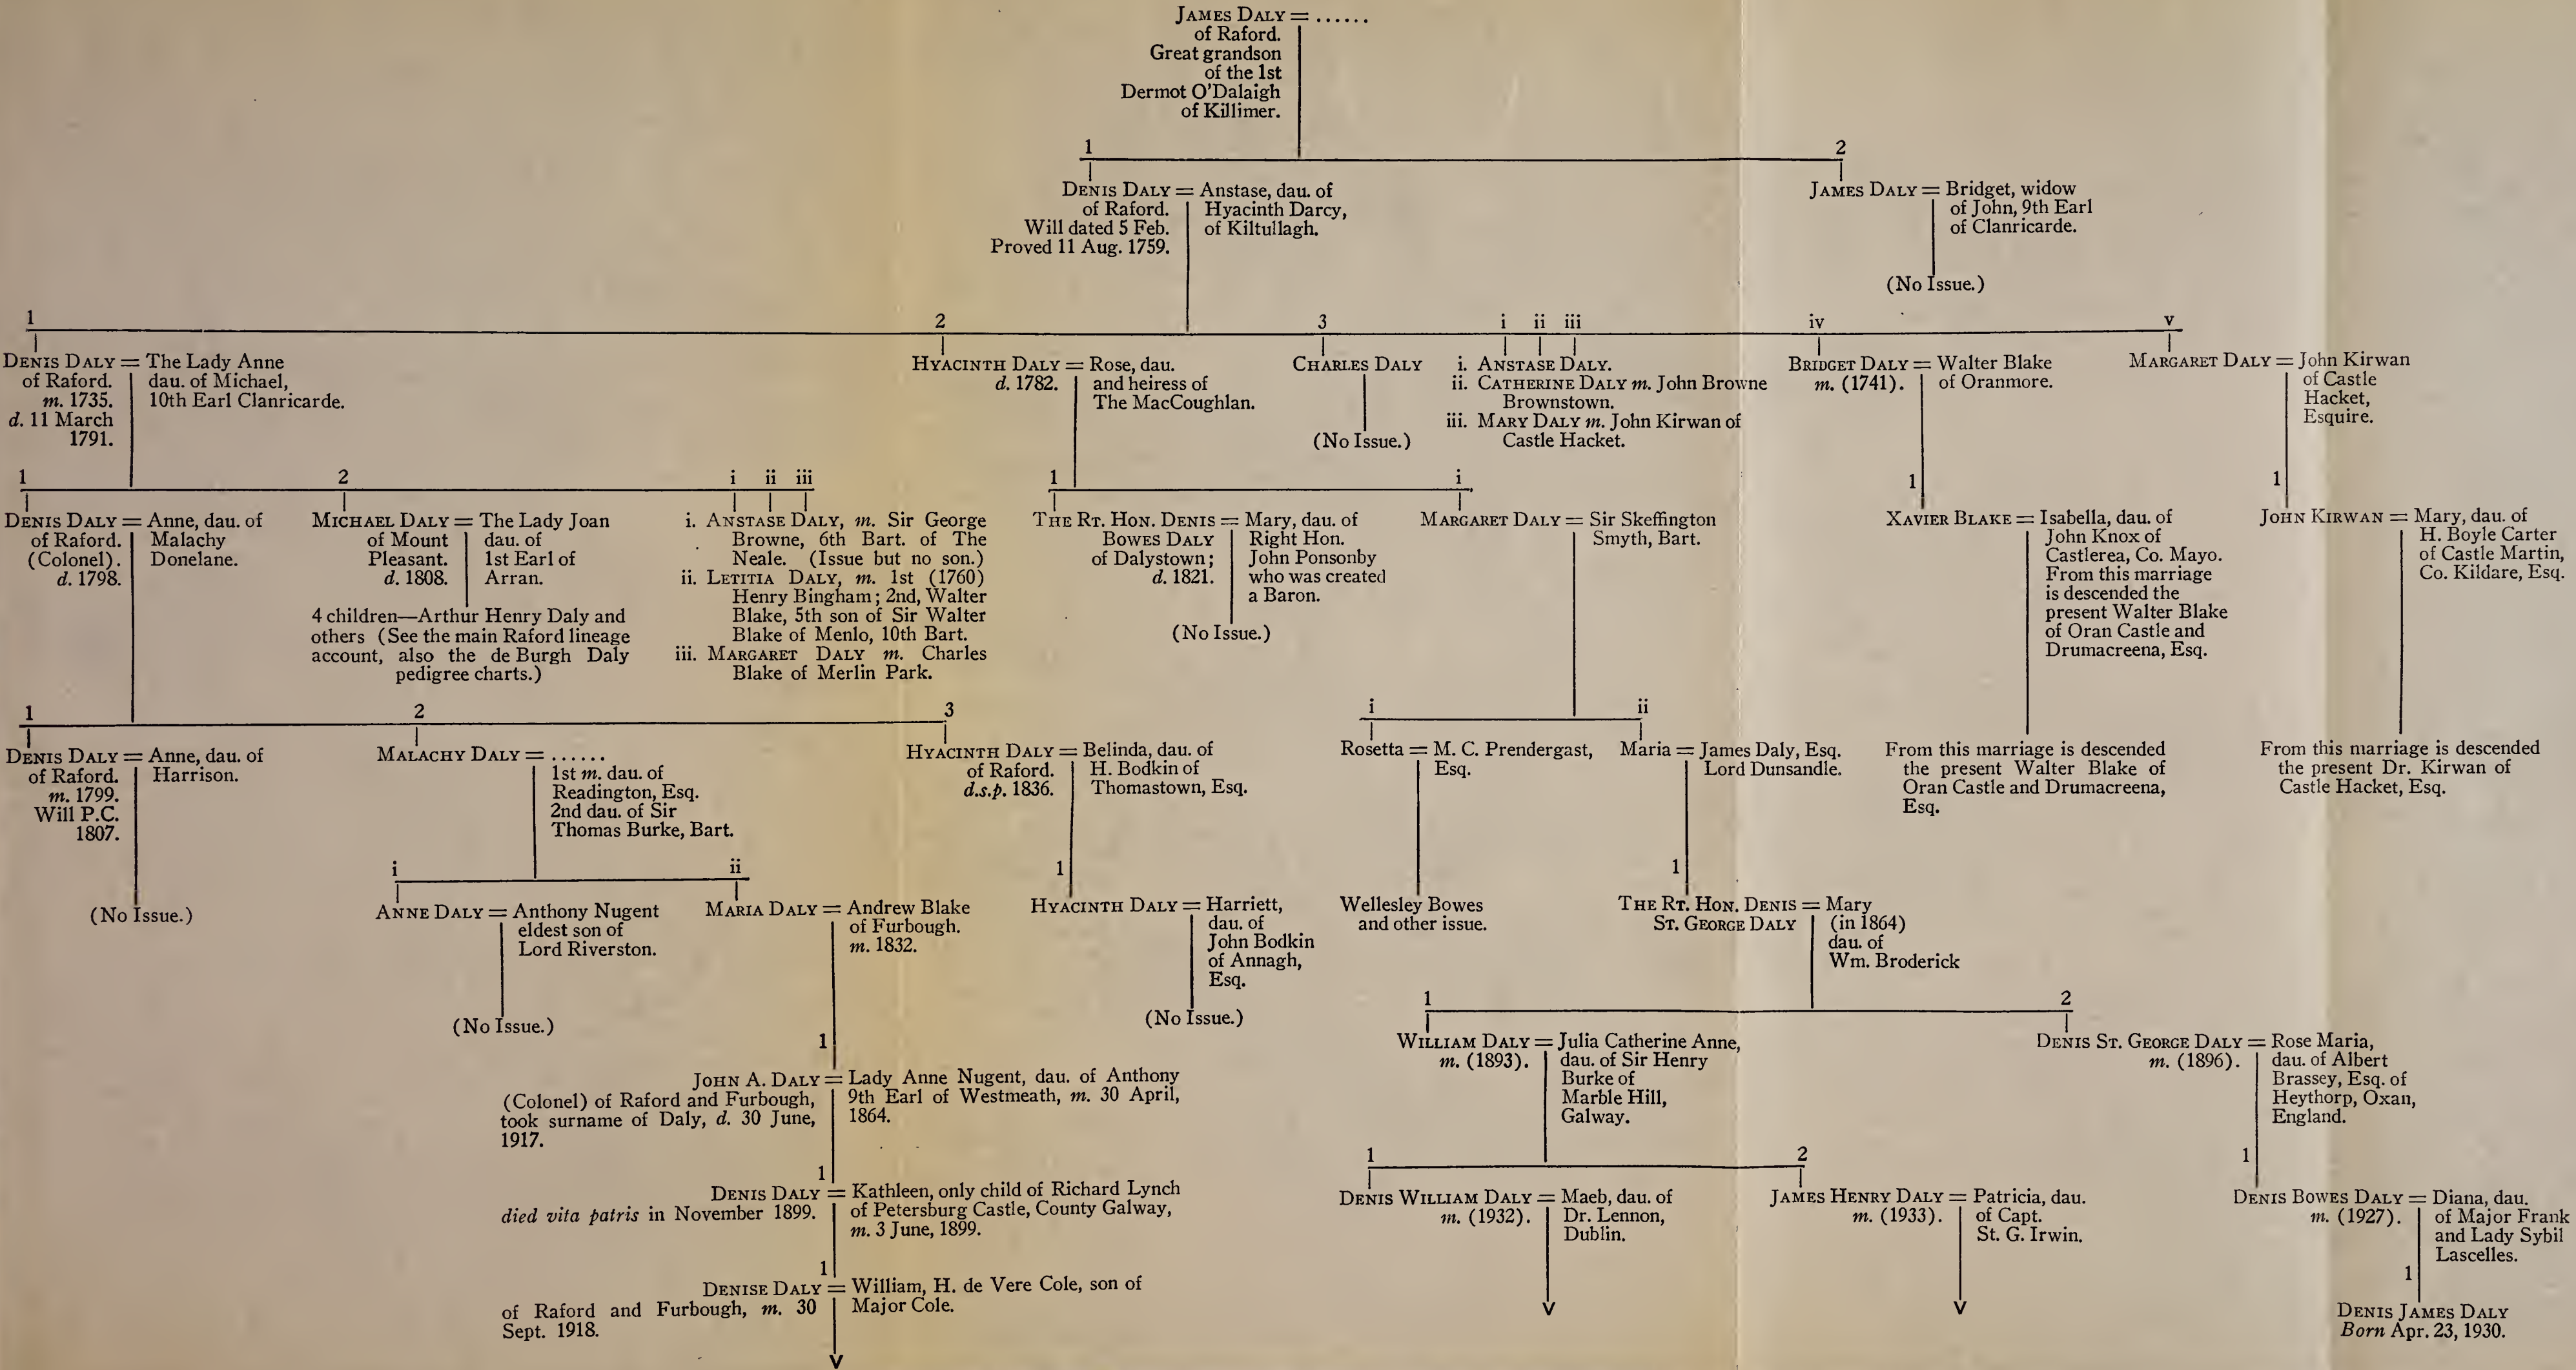 JAMES DALY = ......
of Raford.
Great grandson
of the 1st
Dermot O'Dalaigh
of Killimer.
1
2
DENIS DALY = Anstase, dau. of
of Raford. Hyacinth Darcy,
Will dated 5 Feb. of Kiltullagh.
Proved 11 Aug. 1759.
JAMES DALY = Bridget, widow
of John, 9th Earl
of Clanricarde.
(No Issue.)
1
2
3
i ii iii
iv
v
DENIS DALY = The Lady Anne
of Raford. dau. of Michael,
m. 1735. 10th Earl Clanricarde.
d. 11 March
1791.
HYACINTH DALY = Rose, dau.
d. 1782. and heiress of
The MacCoughlan.
CHARLES DALY
(No Issue.)
i. ANSTASE DALY.
ii. CATHERINE DALY m. John Browne
Brownstown.
iii. MARY DALY m. John Kirwan of
Castle Hacket.
BRIDGET DALY = Walter Blake
m. (1741). of Oranmore.
MARGARET DALY = John Kirwan
of Castle
Hacket,
Esquire.
1
2
i ii iii
1
i
1
1
DENIS DALY = Anne, dau. of
of Raford. Malachy
(Colonel). Donelane.
d. 1798.
MICHAEL DALY = The Lady Joan
of Mount dau. of
Pleasant. 1st Earl of
d. 1808. Arran.
4 children—Arthur Henry Daly and
others (See the main Raford lineage
account, also the de Burgh Daly
pedigree charts.)
i. ANSTASE DALY, m. Sir George
Browne, 6th Bart. of The
Neale. (Issue but no son.)
ii. LETITIA DALY, m. 1st (1760)
Henry Bingham; 2nd, Walter
Blake, 5th son of Sir Walter
Blake of Menlo, 10th Bart.
iii. MARGARET DALY m. Charles
Blake of Merlin Park.
THE RT. HON. DENIS = Mary, dau. of
BOWES DALY Right Hon.
of Dalystown; John Ponsonby
d. 1821. who was created
a Baron.
(No Issue.)
MARGARET DALY = Sir Skeffington
Smyth, Bart.
XAVIER BLAKE = Isabella, dau. of
John Knox of
Castlerea, Co. Mayo.
From this marriage
is descended the
present Walter Blake
of Oran Castle and
Drumacreena, Esq.
JOHN KIRWAN = Mary, dau. of
H. Boyle Carter
of Castle Martin,
Co. Kildare, Esq.
1
2
3
i
ii
DENIS DALY = Anne, dau. of
of Raford. Harrison.
m. 1799.
Will P.C.
1807.
(No Issue.)
MALACHY DALY = ......
1st m. dau. of
Readington, Esq.
2nd dau. of Sir
Thomas Burke, Bart.
HYACINTH DALY = Belinda, dau. of
of Raford. H. Bodkin of
d.s.p. 1836. Thomastown, Esq.
Rosetta = M. C. Prendergast,
Esq.
Maria = James Daly, Esq.
Lord Dunsandle.
From this marriage is descended
the present Walter Blake of
Oran Castle and Drumacreena,
Esq.
From this marriage is descended
the present Dr. Kirwan of
Castle Hacket, Esq.
i
ii
1
1
ANNE DALY = Anthony Nugent
eldest son of
Lord Riverston.
(No Issue.)
MARIA DALY = Andrew Blake
of Furbough.
m. 1832.
HYACINTH DALY = Harriett,
dau. of
John Bodkin
of Annagh,
Esq.
(No Issue.)
Wellesley Bowes
and other issue.
THE RT. HON. DENIS = Mary
ST. GEORGE DALY (in 1864)
dau. of
Wm. Broderick
1
1
2
JOHN A. DALY = Lady Anne Nugent, dau. of Anthony
(Colonel) of Raford and Furbough, 9th Earl of Westmeath, m. 30 April,
took surname of Daly, d. 30 June, 1864.
1917.
WILLIAM DALY = Julia Catherine Anne,
m. (1893). dau. of Sir Henry
Burke of
Marble Hill,
Galway.
DENIS ST. GEORGE DALY = Rose Maria,
m. (1896). dau. of Albert
Brassey, Esq. of
Heythorp, Oxan,
England.
1
1
2
1
DENIS DALY = Kathleen, only child of Richard Lynch
died vita patris in November 1899. of Petersburg Castle, County Galway,
m. 3 June, 1899.
DENIS WILLIAM DALY = Maeb, dau. of
m. (1932). Dr. Lennon,
Dublin.
JAMES HENRY DALY = Patricia, dau.
m. (1933). of Capt.
St. G. Irwin.
DENIS BOWES DALY = Diana, dau.
m. (1927). of Major Frank
and Lady Sybil
Lascelles.
1
1
DENISE DALY = William, H. de Vere Cole, son of
of Raford and Furbough, m. 30 Major Cole.
Sept. 1918.
DENIS JAMES DALY
Born Apr. 23, 1930.